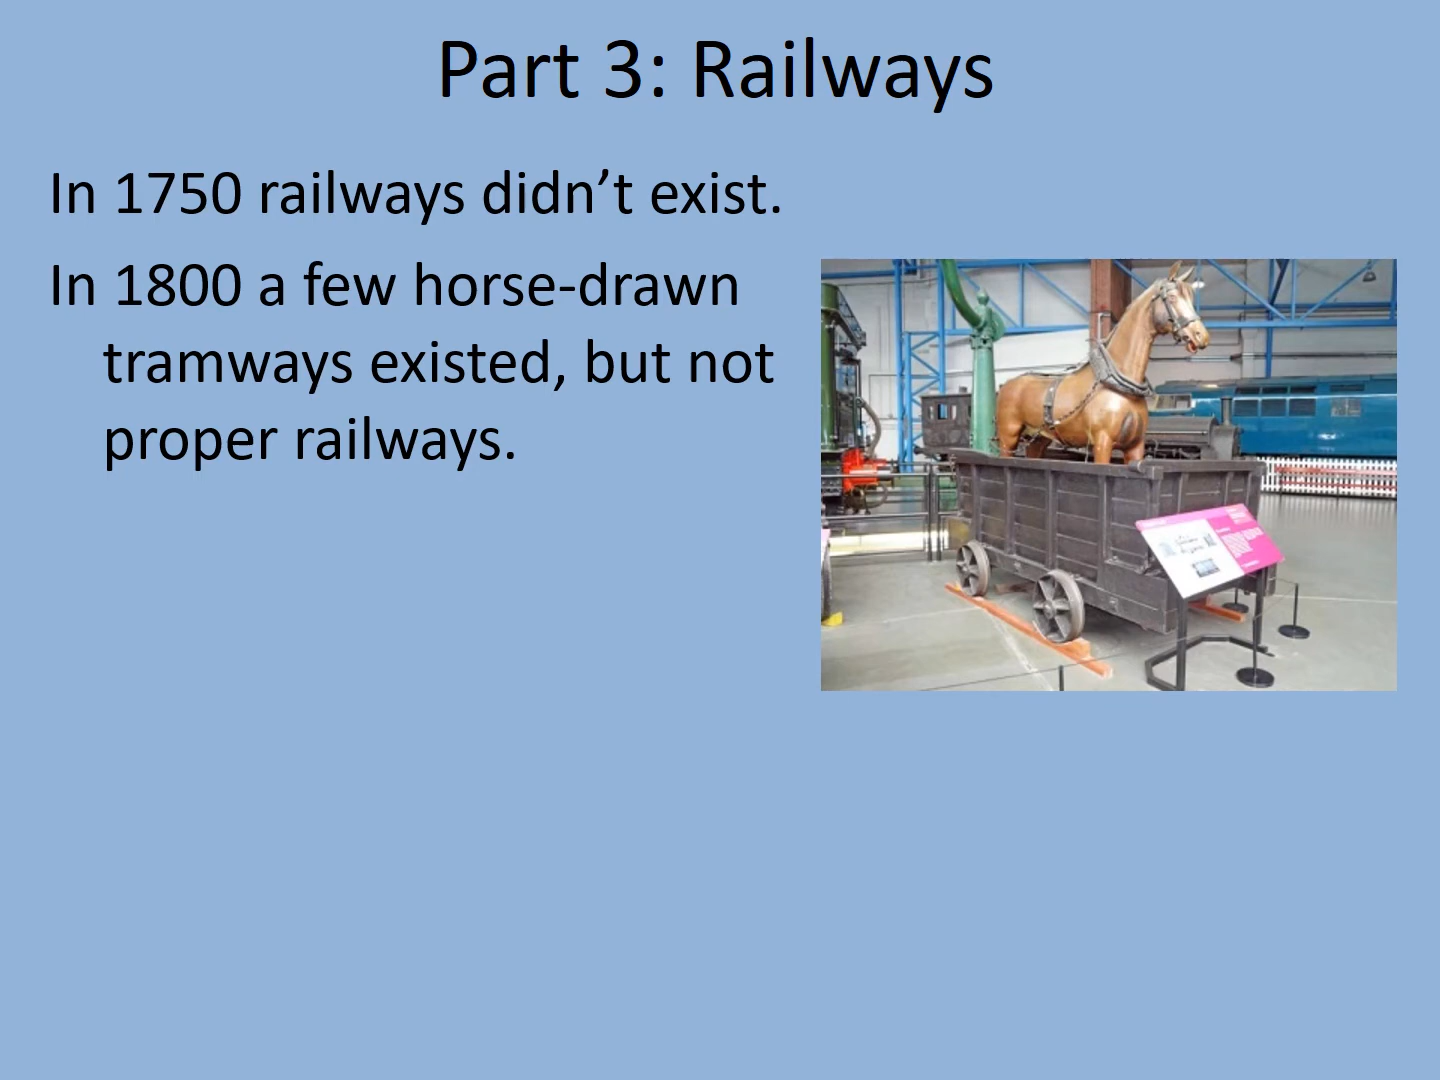 Part 3: Railways
In 1750 railways didn’t exist.
In 1800 a few horse-drawn
tramways existed, but not
proper railways.